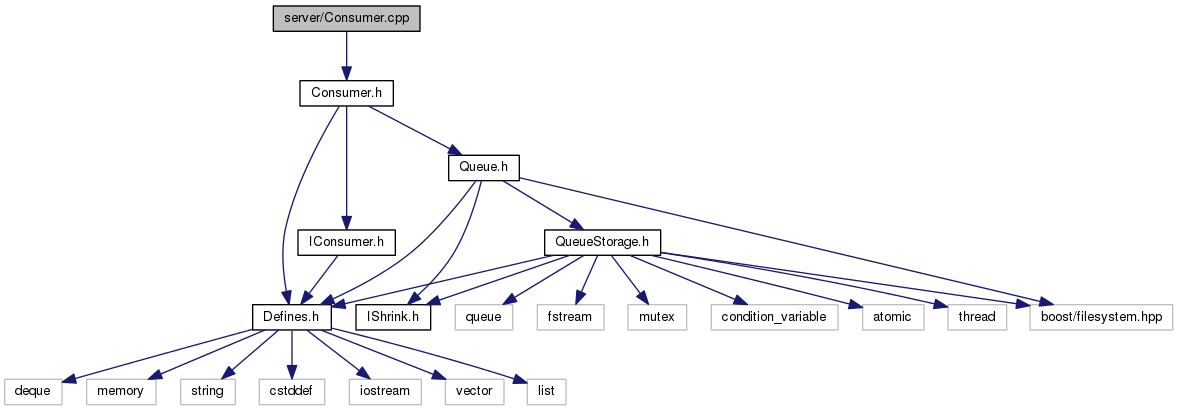 server/Consumer.cpp
Consumer.h
Queue.h
IConsumer.h
QueueStorage.h
Defines.h
IShrink.h
queue
fstream
mutex
condition_variable
atomic
thread
boost/filesystem.hpp
deque
memory
string
cstddef
iostream
vector
list